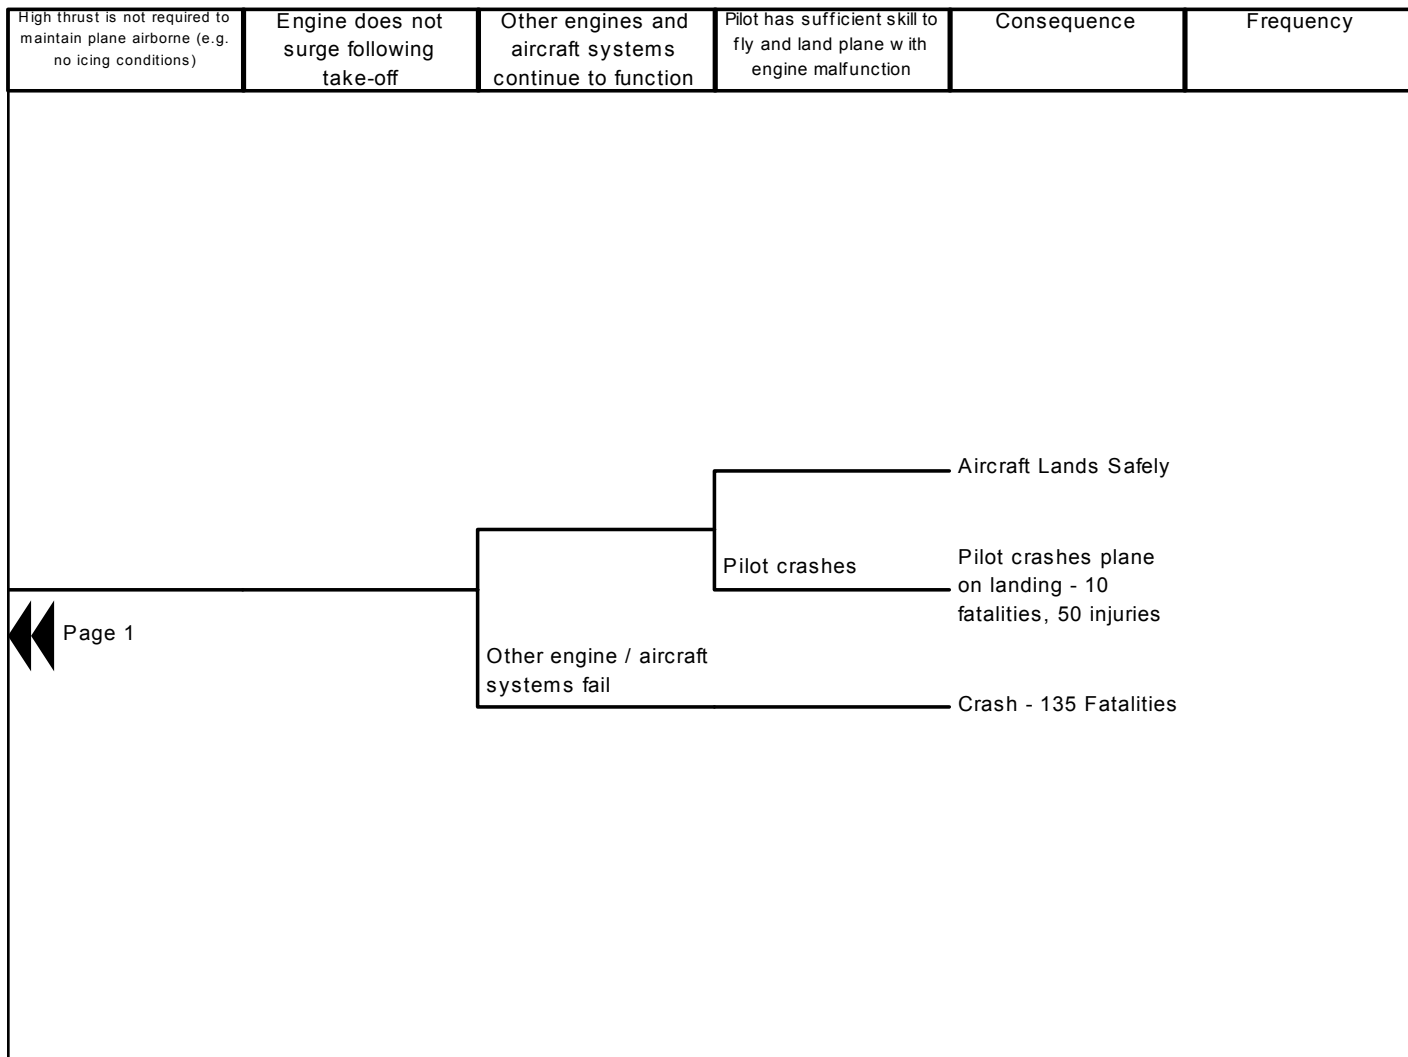 High thrust is not required to
maintain plane airborne (e.g.
no icing conditions)
Engine does not
surge following
take-off
Other engines and
aircraft systems
continue to function
Pilot has sufficient skill to
fly and land plane with
engine malfunction
Consequence
Frequency
Aircraft Lands Safely
Pilot crashes
Pilot crashes plane
on landing - 10
fatalities, 50 injuries
Page 1
Other engine / aircraft
systems fail
Crash - 135 Fatalities